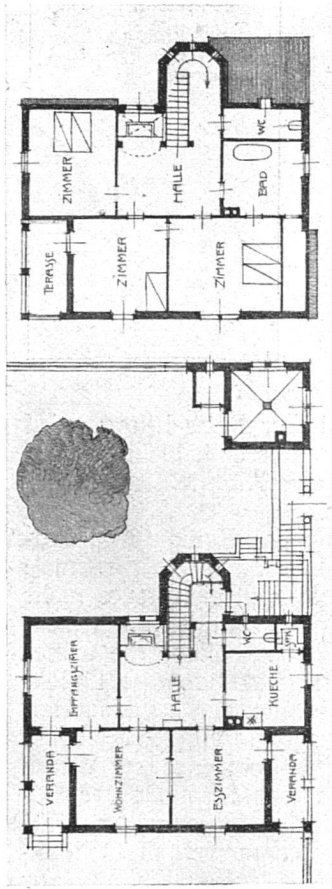 ZIMMER
HALLE
WC
BAD
TERASSE
ZIMMER
ZIMMER
EMPFANGSZIMMER
HALLE
WC
KUECHE
VERANDA
WOHNZIMMER
ESSZIMMER
VERANDA